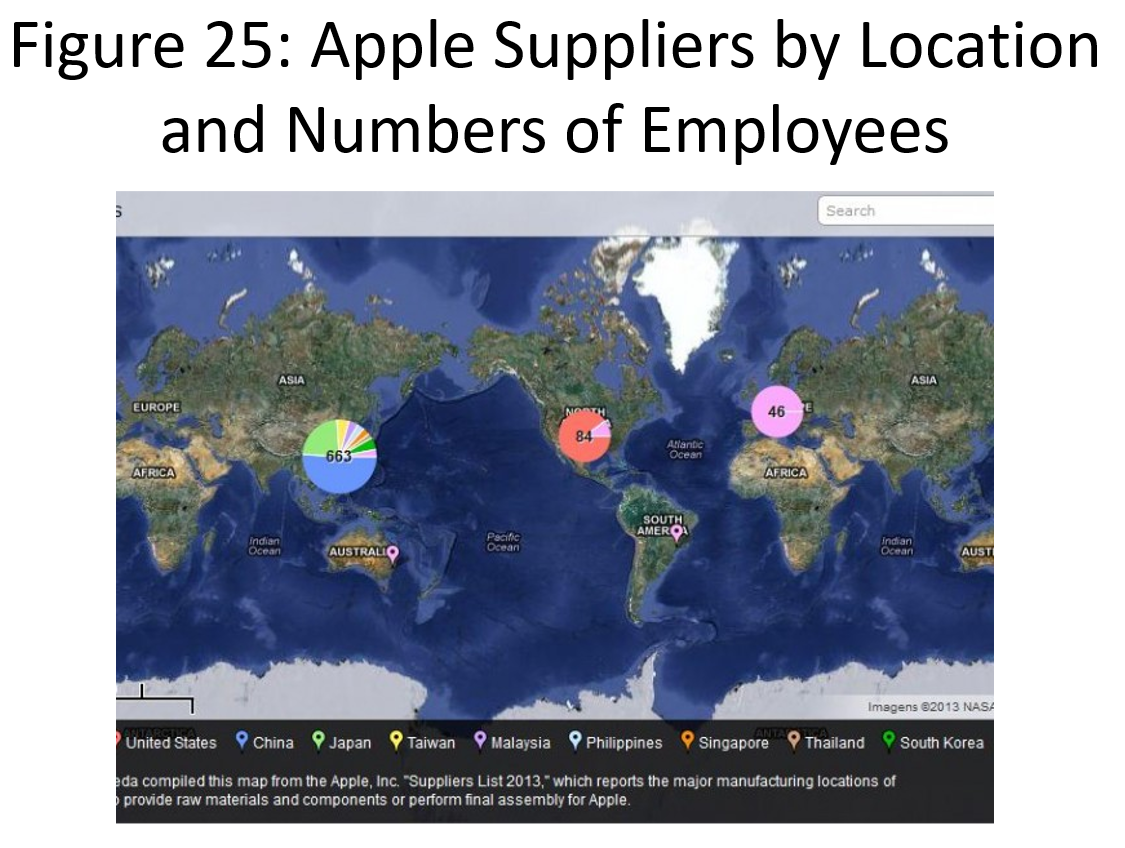 Figure 25: Apple Suppliers by Location
and Numbers of Employees
s
Search
ASIA
ASIA
EUROPE
46
NORTH
84
663
Atlantic
Ocean
AFRICA
AFRICA
SOUTH
AMERICA
Indian
Ocean
Pacific
Ocean
Indian
Ocean
AUSTRALI
AUST
Imagens ©2013 NASA
ANTARCTICA
ANTARCTICA
United States China Japan Taiwan Malaysia Philippines Singapore Thailand South Korea
eda compiled this map from the Apple, Inc. "Suppliers List 2013," which reports the major manufacturing locations of
provide raw materials and components or perform final assembly for Apple.